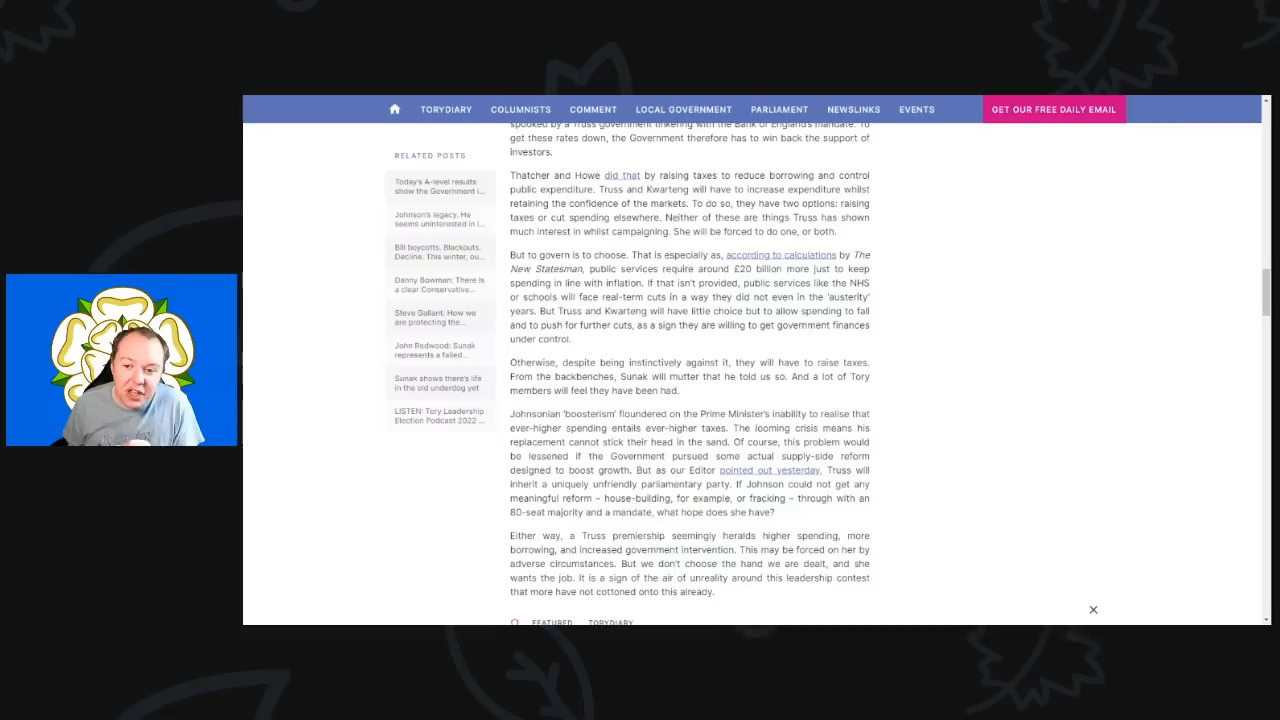 TORYDIARY COLUMNISTS COMMENT LOCAL GOVERNMENT PARLIAMENT NEWSLINKS EVENTS GET OUR FREE DAILY EMAIL
RELATED POSTS
Today's A-level results
show the Government i...
Johnson's legacy. He
seems uninterested in i...
Bill boycotts. Blackouts.
Decline. This winter, ou...
Danny Bowman: There is
a clear Conservative...
Steve Gallant: How we
are protecting the...
John Redwood: Sunak
represents a failed...
Sunak shows there's life
in the old underdog yet
LISTEN: Tory Leadership
Election Podcast 2022 ...
spooked by a Truss government tinkering with the Bank of England's mandate. To
get these rates down, the Government therefore has to win back the support of
investors.
Thatcher and Howe did that by raising taxes to reduce borrowing and control
public expenditure. Truss and Kwarteng will have to increase expenditure whilst
retaining the confidence of the markets. To do so, they have two options: raising
taxes or cut spending elsewhere. Neither of these are things Truss has shown
much interest in whilst campaigning. She will be forced to do one, or both.
But to govern is to choose. That is especially as, according to calculations by The
New Statesman, public services require around £20 billion more just to keep
spending in line with inflation. If that isn't provided, public services like the NHS
or schools will face real-term cuts in a way they did not even in the 'austerity'
years. But Truss and Kwarteng will have little choice but to allow spending to fall
and to push for further cuts, as a sign they are willing to get government finances
under control.
Otherwise, despite being instinctively against it, they will have to raise taxes.
From the backbenches, Sunak will mutter that he told us so. And a lot of Tory
members will feel they have been had.
Johnsonian 'boosterism' floundered on the Prime Minister's inability to realise that
ever-higher spending entails ever-higher taxes. The looming crisis means his
replacement cannot stick their head in the sand. Of course, this problem would
be lessened if the Government pursued some actual supply-side reform
designed to boost growth. But as our Editor pointed out yesterday, Truss will
inherit a uniquely unfriendly parliamentary party. If Johnson could not get any
meaningful reform – house-building, for example, or fracking – through with an
80-seat majority and a mandate, what hope does she have?
Either way, a Truss premiership seemingly heralds higher spending, more
borrowing, and increased government intervention. This may be forced on her by
adverse circumstances. But we don't choose the hand we are dealt, and she
wants the job. It is a sign of the air of unreality around this leadership contest
that more have not cottoned onto this already.
FEATURED TORYDIARY